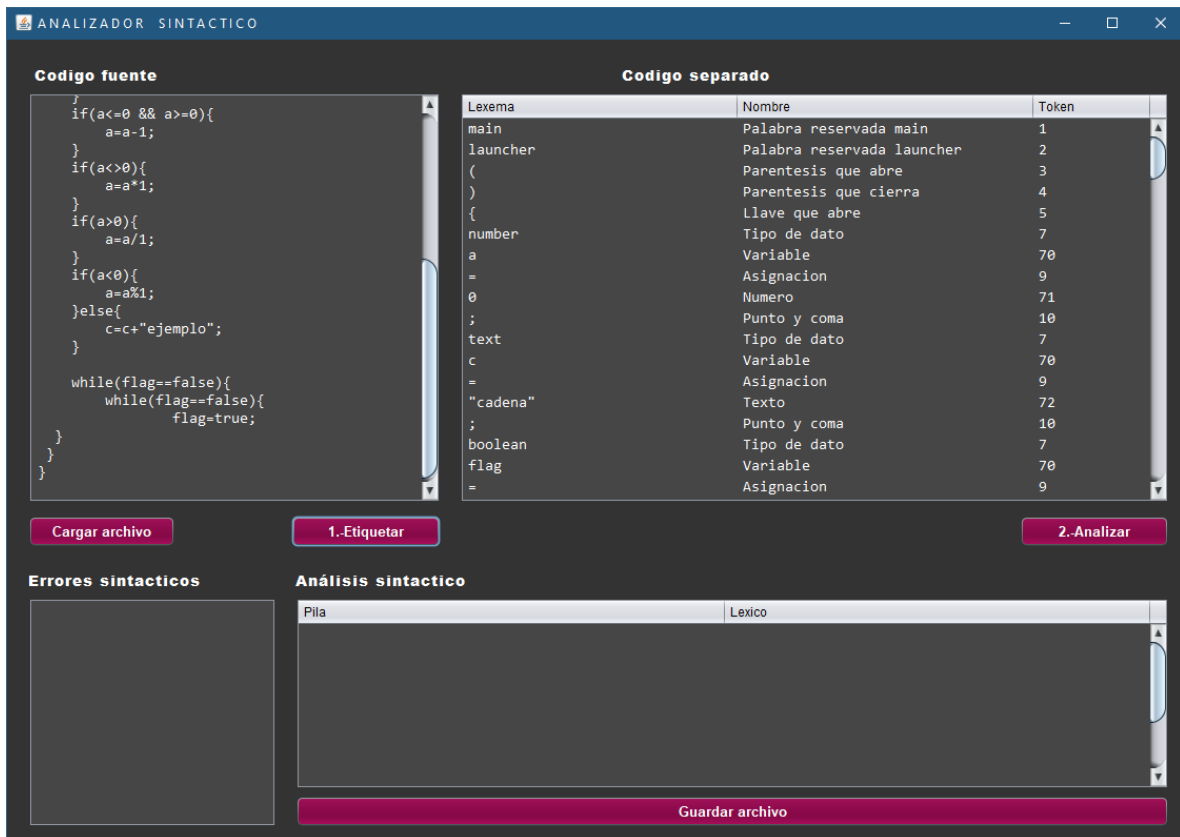 ANALIZADOR SINTACTICO
Codigo fuente
Codigo separado
}
if(a<=0 && a>=0){
a=a-1;
}
if(a<>0){
a=a*1;
}
if(a>0){
a=a/1;
}
if(a<0){
a=a%1;
}else{
c=c+"ejemplo";
}
while(flag==false){
while(flag==false){
flag=true;
}
}
}
Lexema Nombre Token
main Palabra reservada main 1
launcher Palabra reservada launcher 2
( Parentesis que abre 3
) Parentesis que cierra 4
{ Llave que abre 5
number Tipo de dato 7
a Variable 70
= Asignacion 9
0 Numero 71
; Punto y coma 10
text Tipo de dato 7
c Variable 70
= Asignacion 9
"cadena" Texto 72
; Punto y coma 10
boolean Tipo de dato 7
flag Variable 70
= Asignacion 9
Cargar archivo
1.-Etiquetar
2.-Analizar
Errores sintacticos
Análisis sintactico
Pila Lexico
Guardar archivo